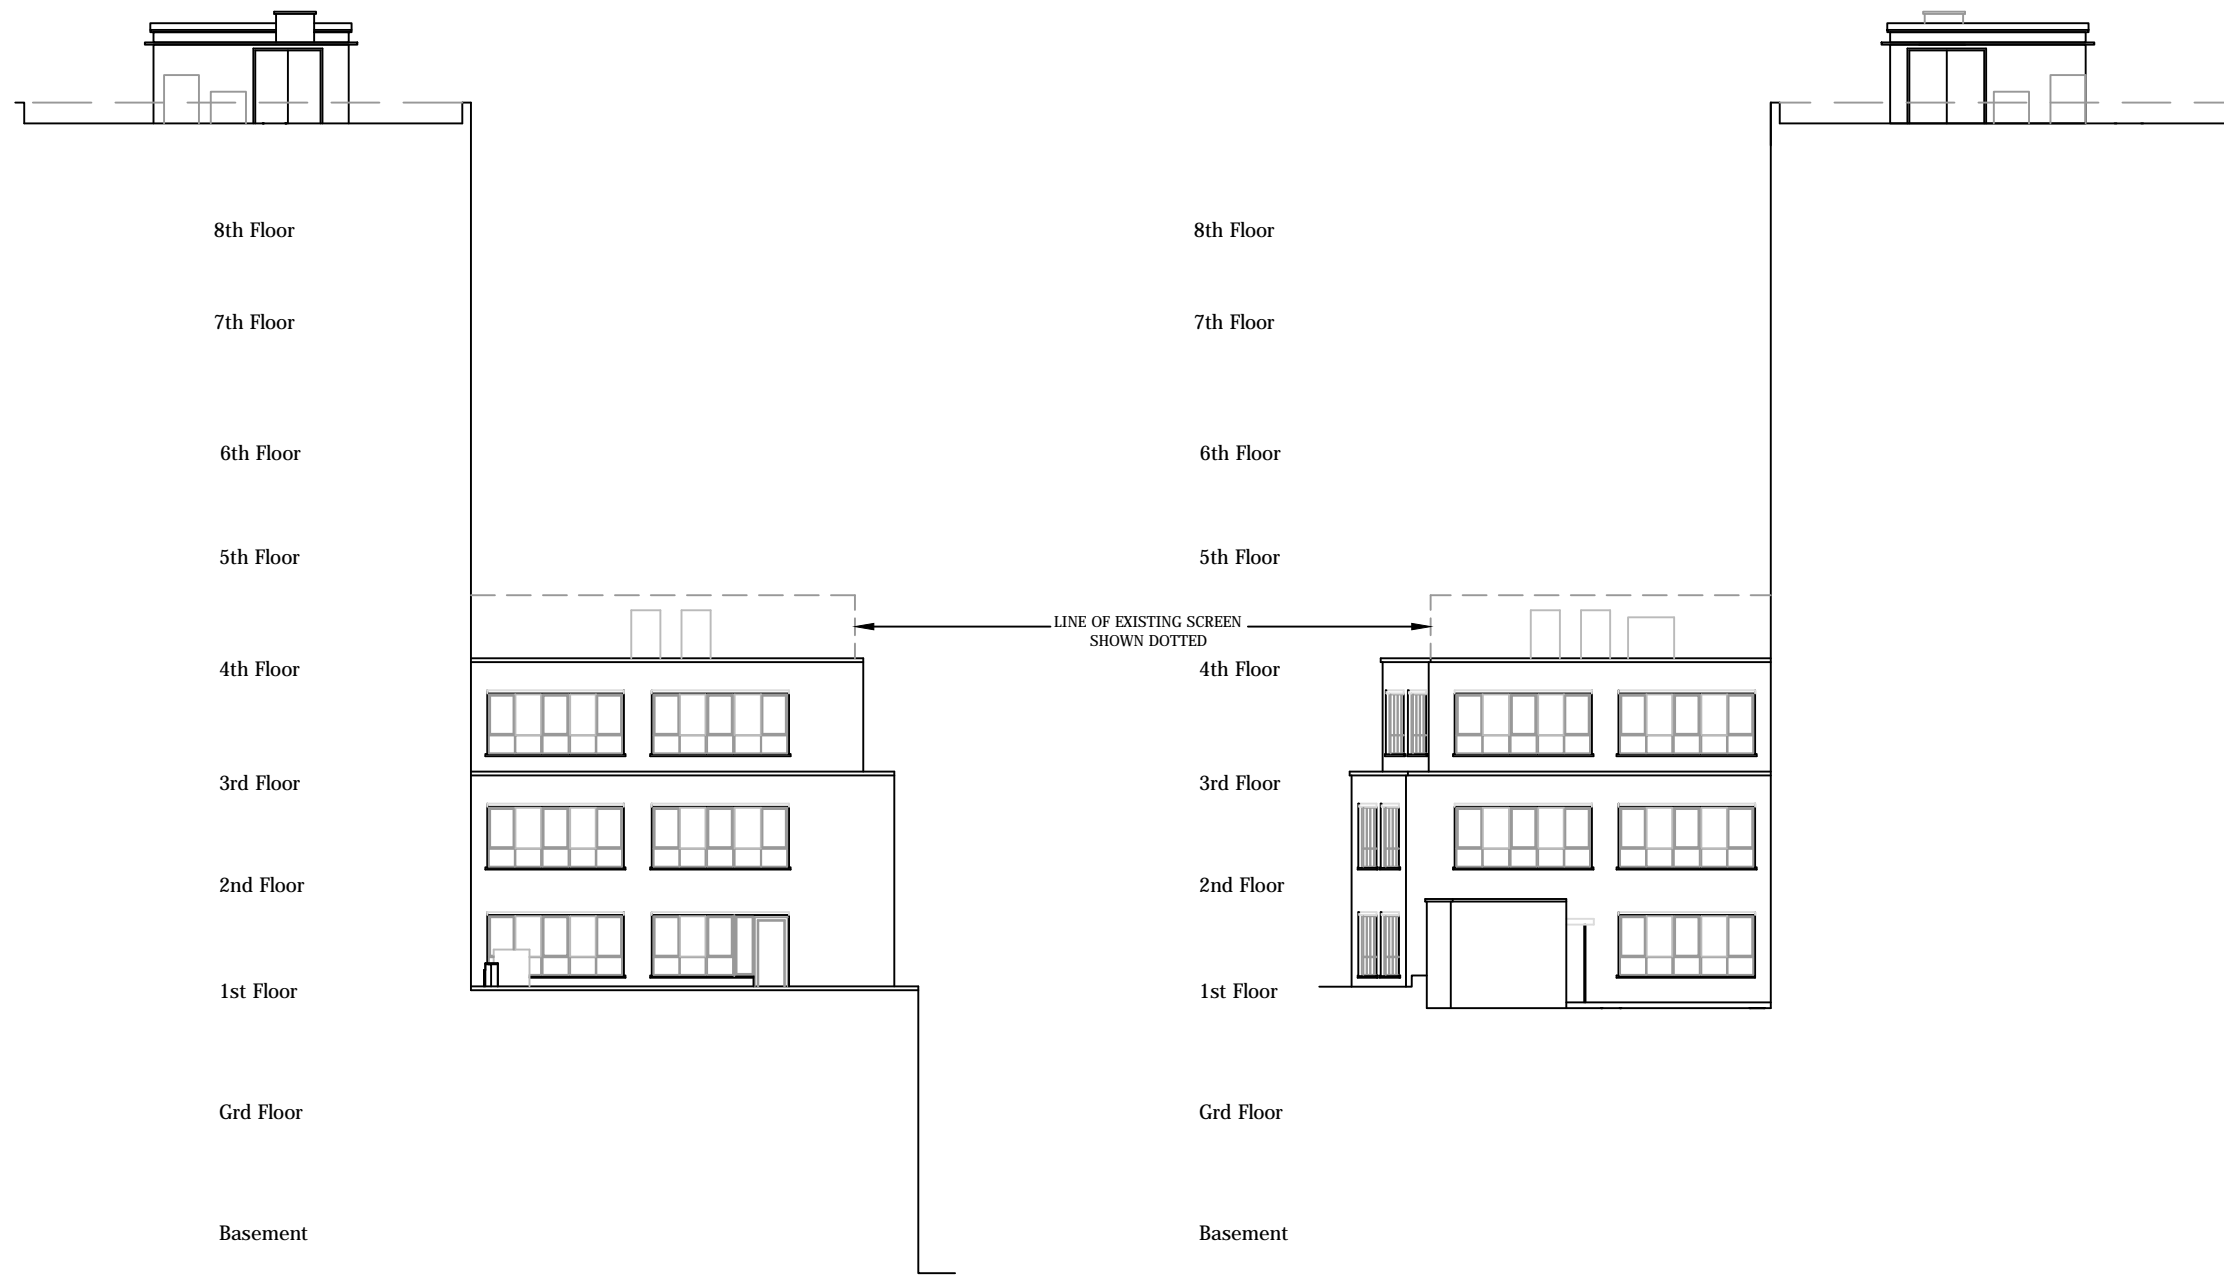 8th Floor
8th Floor
7th Floor
7th Floor
6th Floor
6th Floor
5th Floor
5th Floor
LINE OF EXISTING SCREEN
SHOWN DOTTED
4th Floor
4th Floor
3rd Floor
3rd Floor
2nd Floor
2nd Floor
1st Floor
1st Floor
Grd Floor
Grd Floor
Basement
Basement